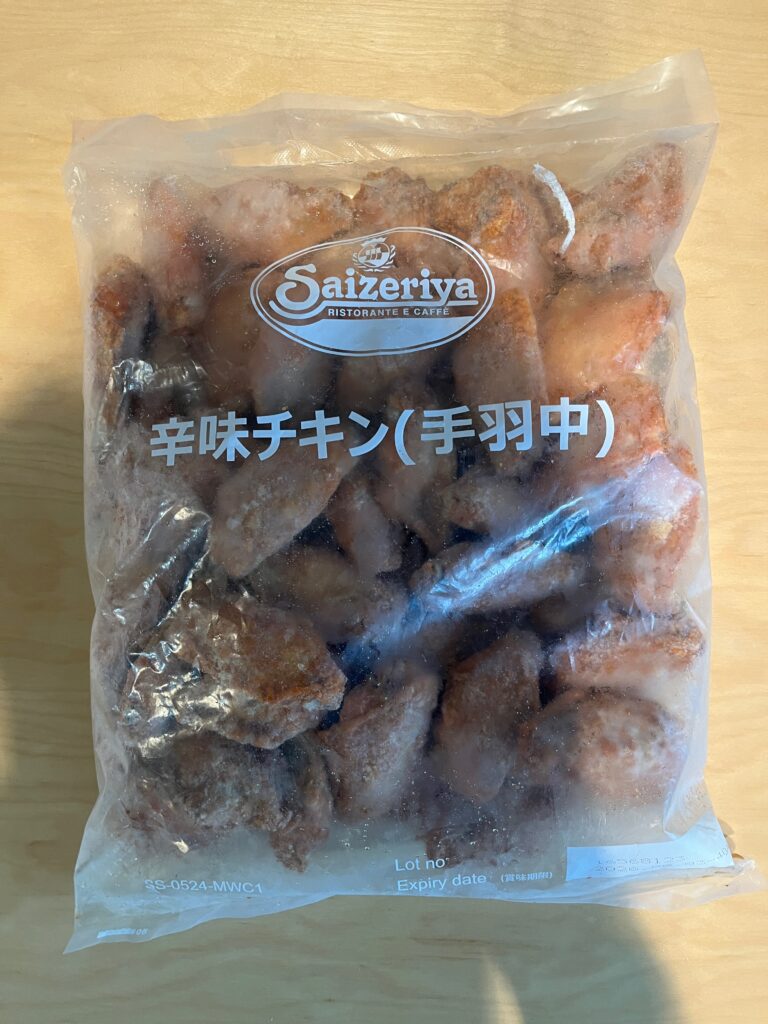 Saizeriya
RISTORANTE E CAFFÈ
辛味チキン(手羽中)
Lot no
Expiry date (賞味期限)
SS-0524-MWC1